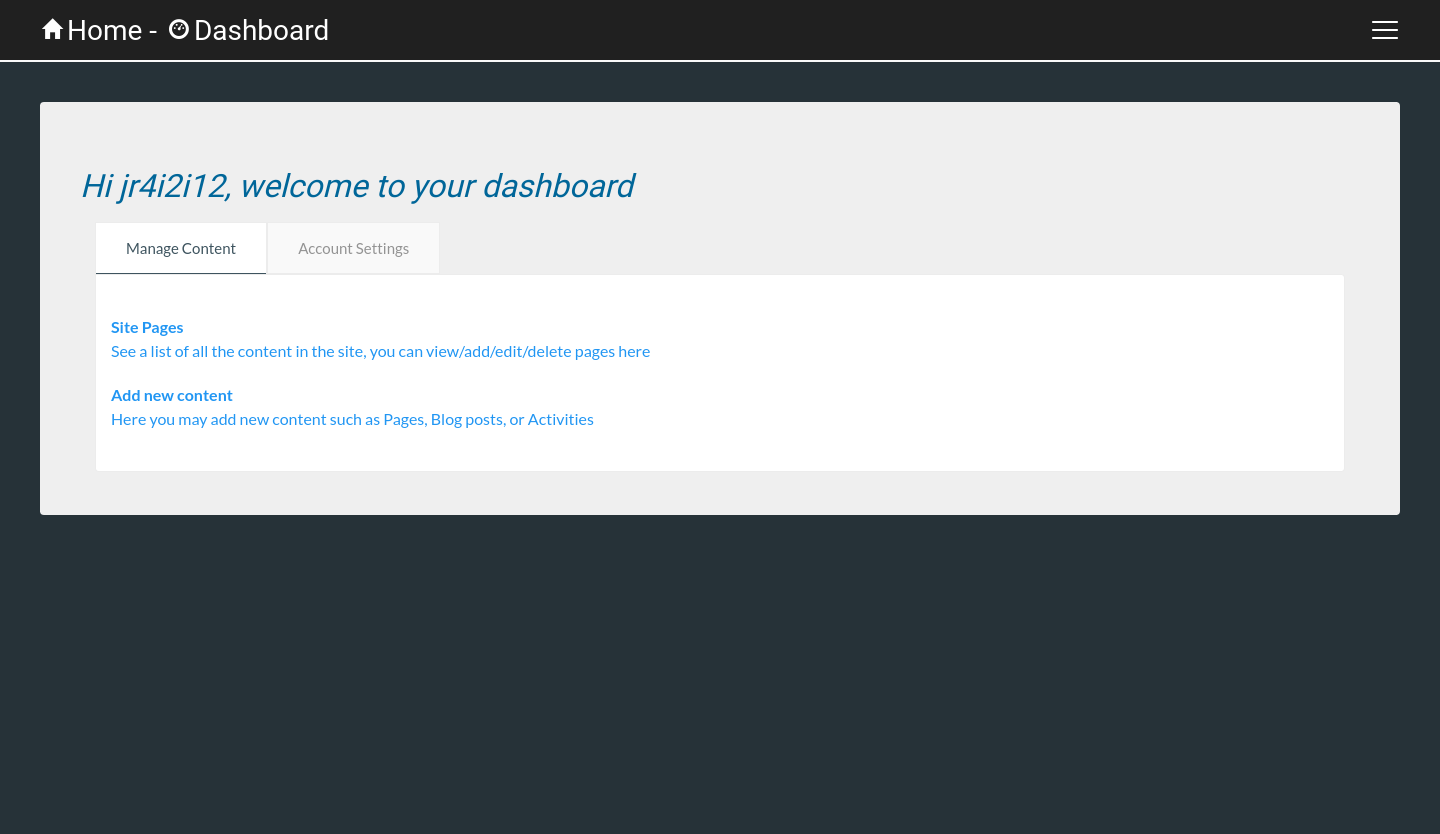 Home - Dashboard
Hi jr4i2i12, welcome to your dashboard
Manage Content
Account Settings
Site Pages
See a list of all the content in the site, you can view/add/edit/delete pages here
Add new content
Here you may add new content such as Pages, Blog posts, or Activities